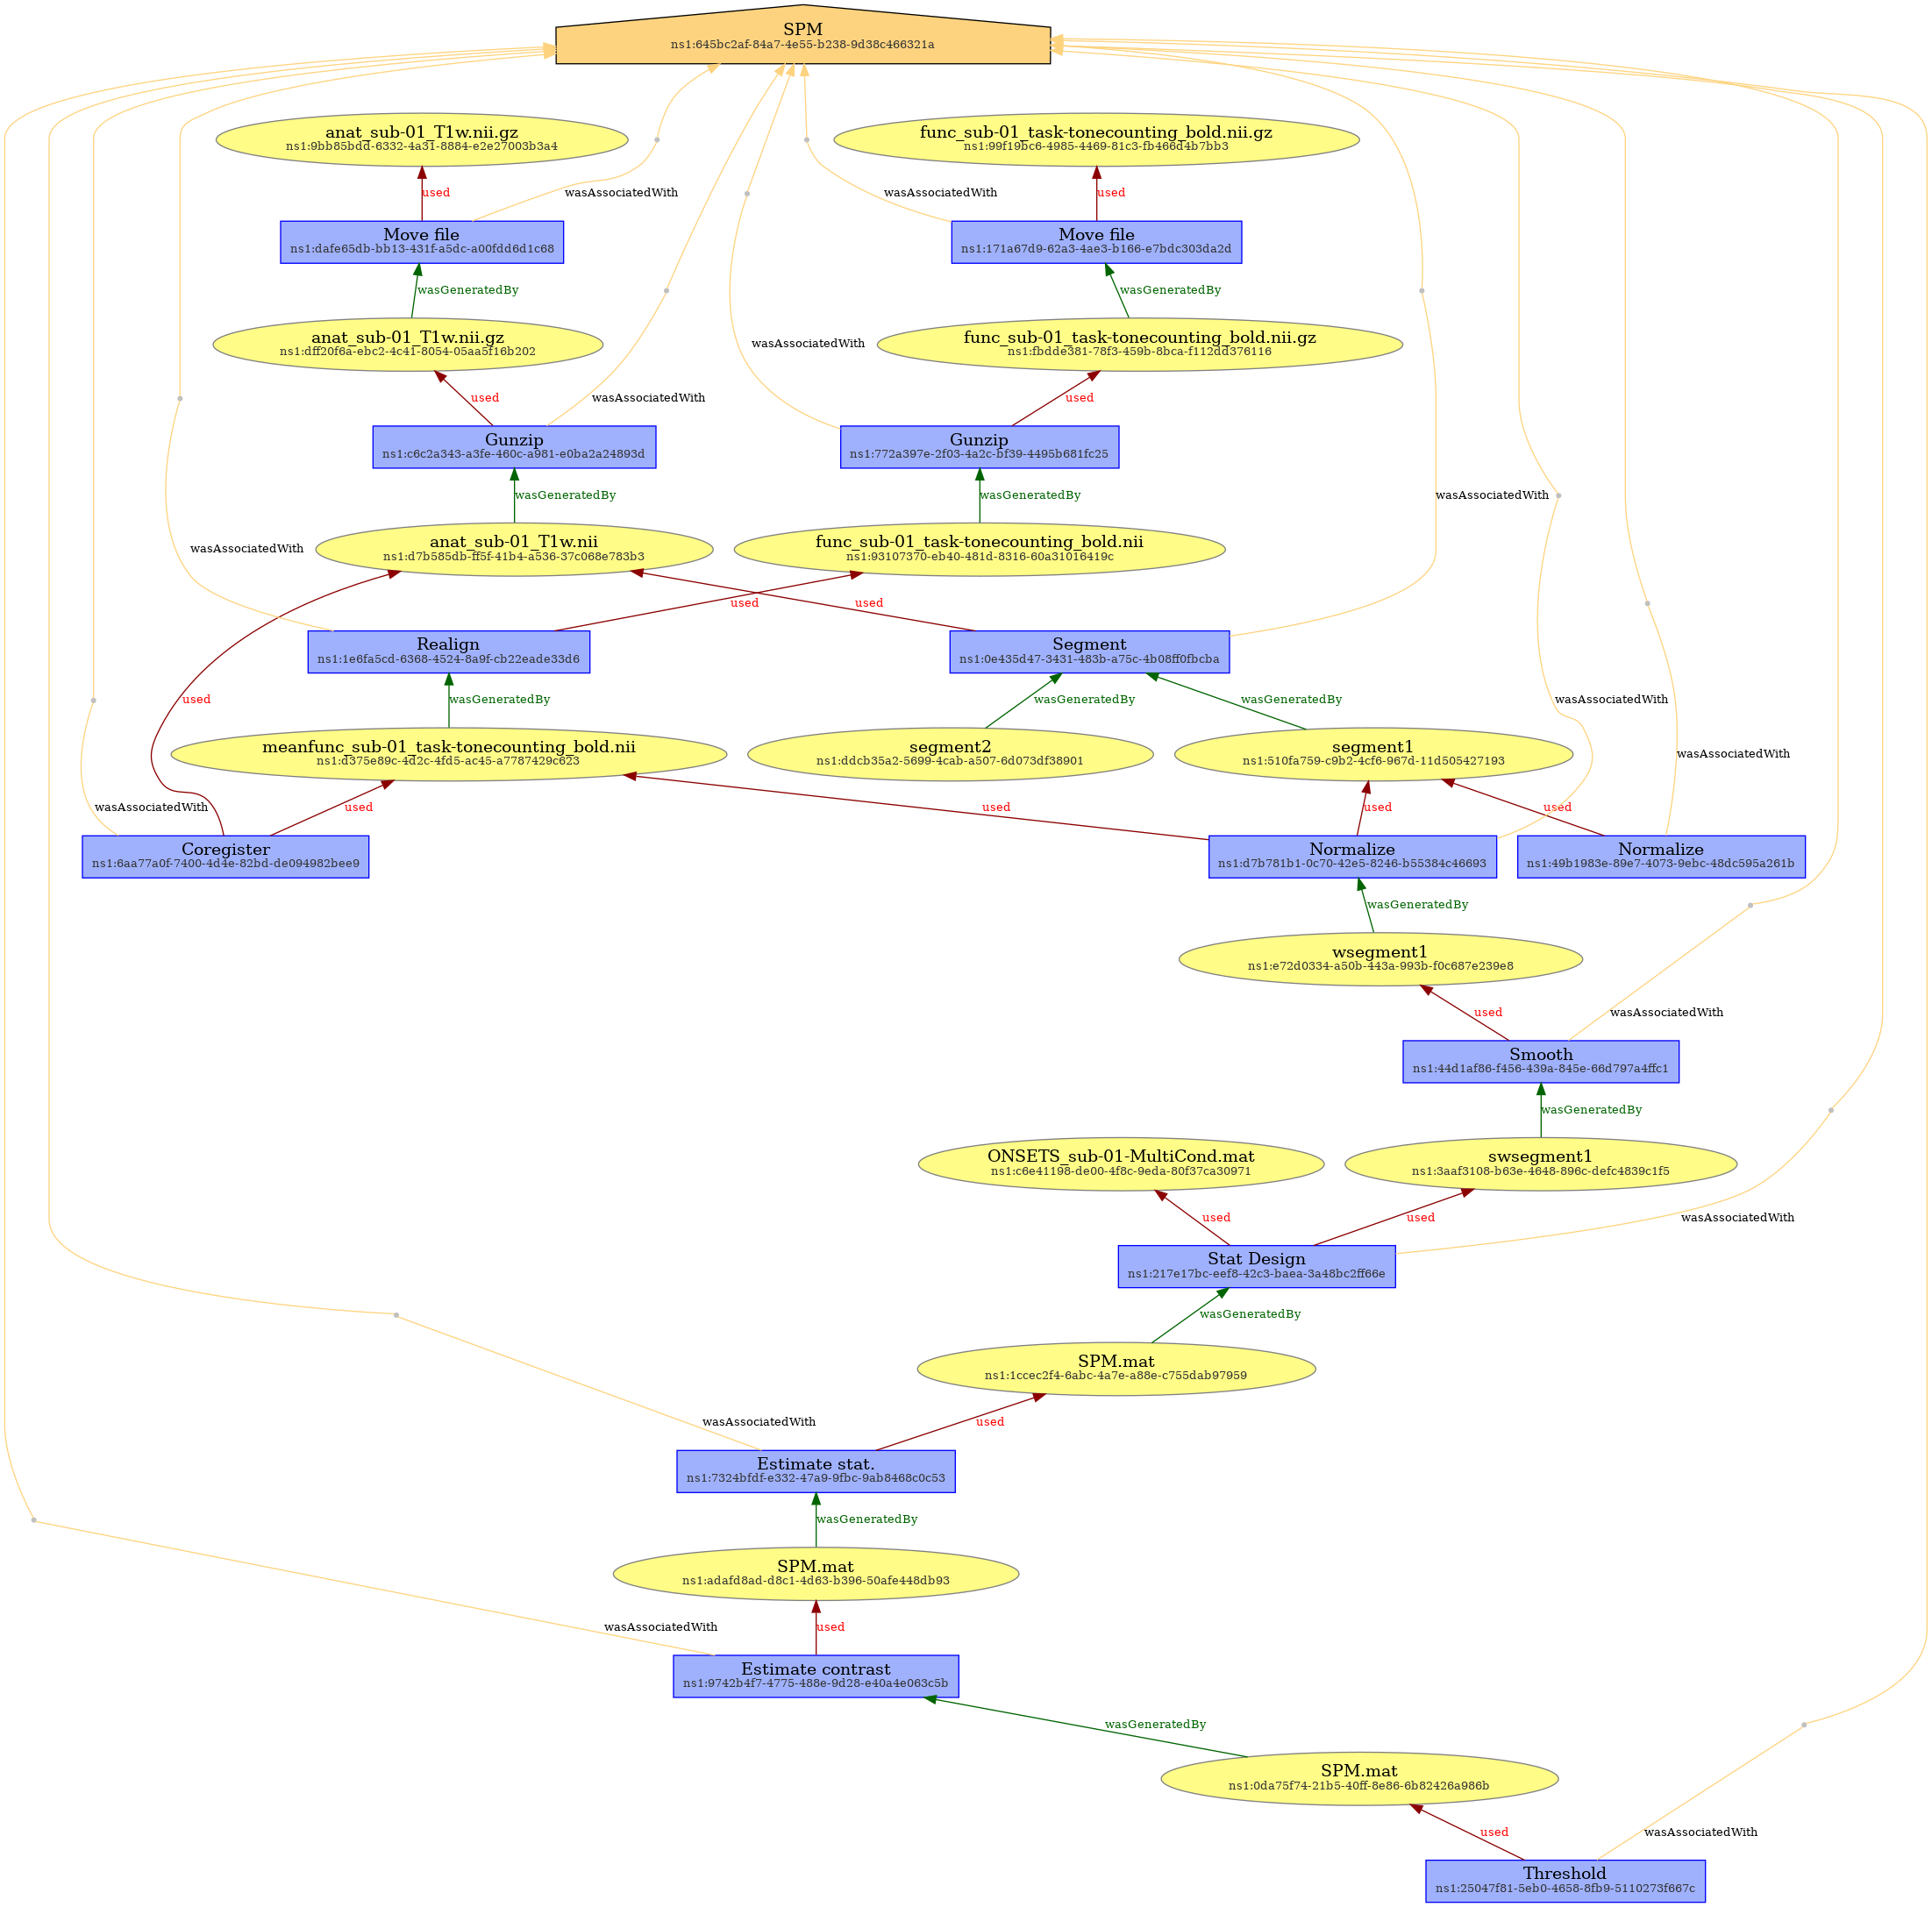 SPM
ns1:645bc2af-84a7-4e55-b238-9d38c466321a
anat_sub-01_T1w.nii.gz
ns1:9bb85bdd-6332-4a31-8884-e2e27003b3a4
func_sub-01_task-tonecounting_bold.nii.gz
ns1:99f19bc6-4985-4469-81c3-fb466d4b7bb3
used
wasAssociatedWith
wasAssociatedWith
used
Move file
ns1:dafe65db-bb13-431f-a5dc-a00fdd6d1c68
Move file
ns1:171a67d9-62a3-4ae3-b166-e7bdc303da2d
wasGeneratedBy
wasGeneratedBy
anat_sub-01_T1w.nii.gz
ns1:dff20f6a-ebc2-4c41-8054-05aa5f16b202
wasAssociatedWith
func_sub-01_task-tonecounting_bold.nii.gz
ns1:fbdde381-78f3-459b-8bca-f112dd376116
used
wasAssociatedWith
used
Gunzip
ns1:c6c2a343-a3fe-460c-a981-e0ba2a24893d
Gunzip
ns1:772a397e-2f03-4a2c-bf39-4495b681fc25
wasGeneratedBy
wasGeneratedBy
wasAssociatedWith
wasAssociatedWith
anat_sub-01_T1w.nii
ns1:d7b585db-ff5f-41b4-a536-37c068e783b3
func_sub-01_task-tonecounting_bold.nii
ns1:93107370-eb40-481d-8316-60a31016419c
used
used
Realign
ns1:1e6fa5cd-6368-4524-8a9f-cb22eade33d6
Segment
ns1:0e435d47-3431-483b-a75c-4b08ff0fbcba
used
wasGeneratedBy
wasGeneratedBy
wasGeneratedBy
wasAssociatedWith
meanfunc_sub-01_task-tonecounting_bold.nii
ns1:d375e89c-4d2c-4fd5-ac45-a7787429c623
segment2
ns1:ddcb35a2-5699-4cab-a507-6d073df38901
segment1
ns1:510fa759-c9b2-4cf6-967d-11d505427193
wasAssociatedWith
wasAssociatedWith
used
used
used
used
Coregister
ns1:6aa77a0f-7400-4d4e-82bd-de094982bee9
Normalize
ns1:d7b781b1-0c70-42e5-8246-b55384c46693
Normalize
ns1:49b1983e-89e7-4073-9ebc-48dc595a261b
wasGeneratedBy
wsegment1
ns1:e72d0334-a50b-443a-993b-f0c687e239e8
used
wasAssociatedWith
Smooth
ns1:44d1af86-f456-439a-845e-66d797a4ffc1
wasGeneratedBy
ONSETS_sub-01-MultiCond.mat
ns1:c6e41198-de00-4f8c-9eda-80f37ca30971
swsegment1
ns1:3aaf3108-b63e-4648-896c-defc4839c1f5
used
used
wasAssociatedWith
Stat Design
ns1:217e17bc-eef8-42c3-baea-3a48bc2ff66e
wasGeneratedBy
SPM.mat
ns1:1ccec2f4-6abc-4a7e-a88e-c755dab97959
wasAssociatedWith
used
Estimate stat.
ns1:7324bfdf-e332-47a9-9fbc-9ab8468c0c53
wasGeneratedBy
SPM.mat
ns1:adafd8ad-d8c1-4d63-b396-50afe448db93
wasAssociatedWith
used
Estimate contrast
ns1:9742b4f7-4775-488e-9d28-e40a4e063c5b
wasGeneratedBy
SPM.mat
ns1:0da75f74-21b5-40ff-8e86-6b82426a986b
used
wasAssociatedWith
Threshold
ns1:25047f81-5eb0-4658-8fb9-5110273f667c